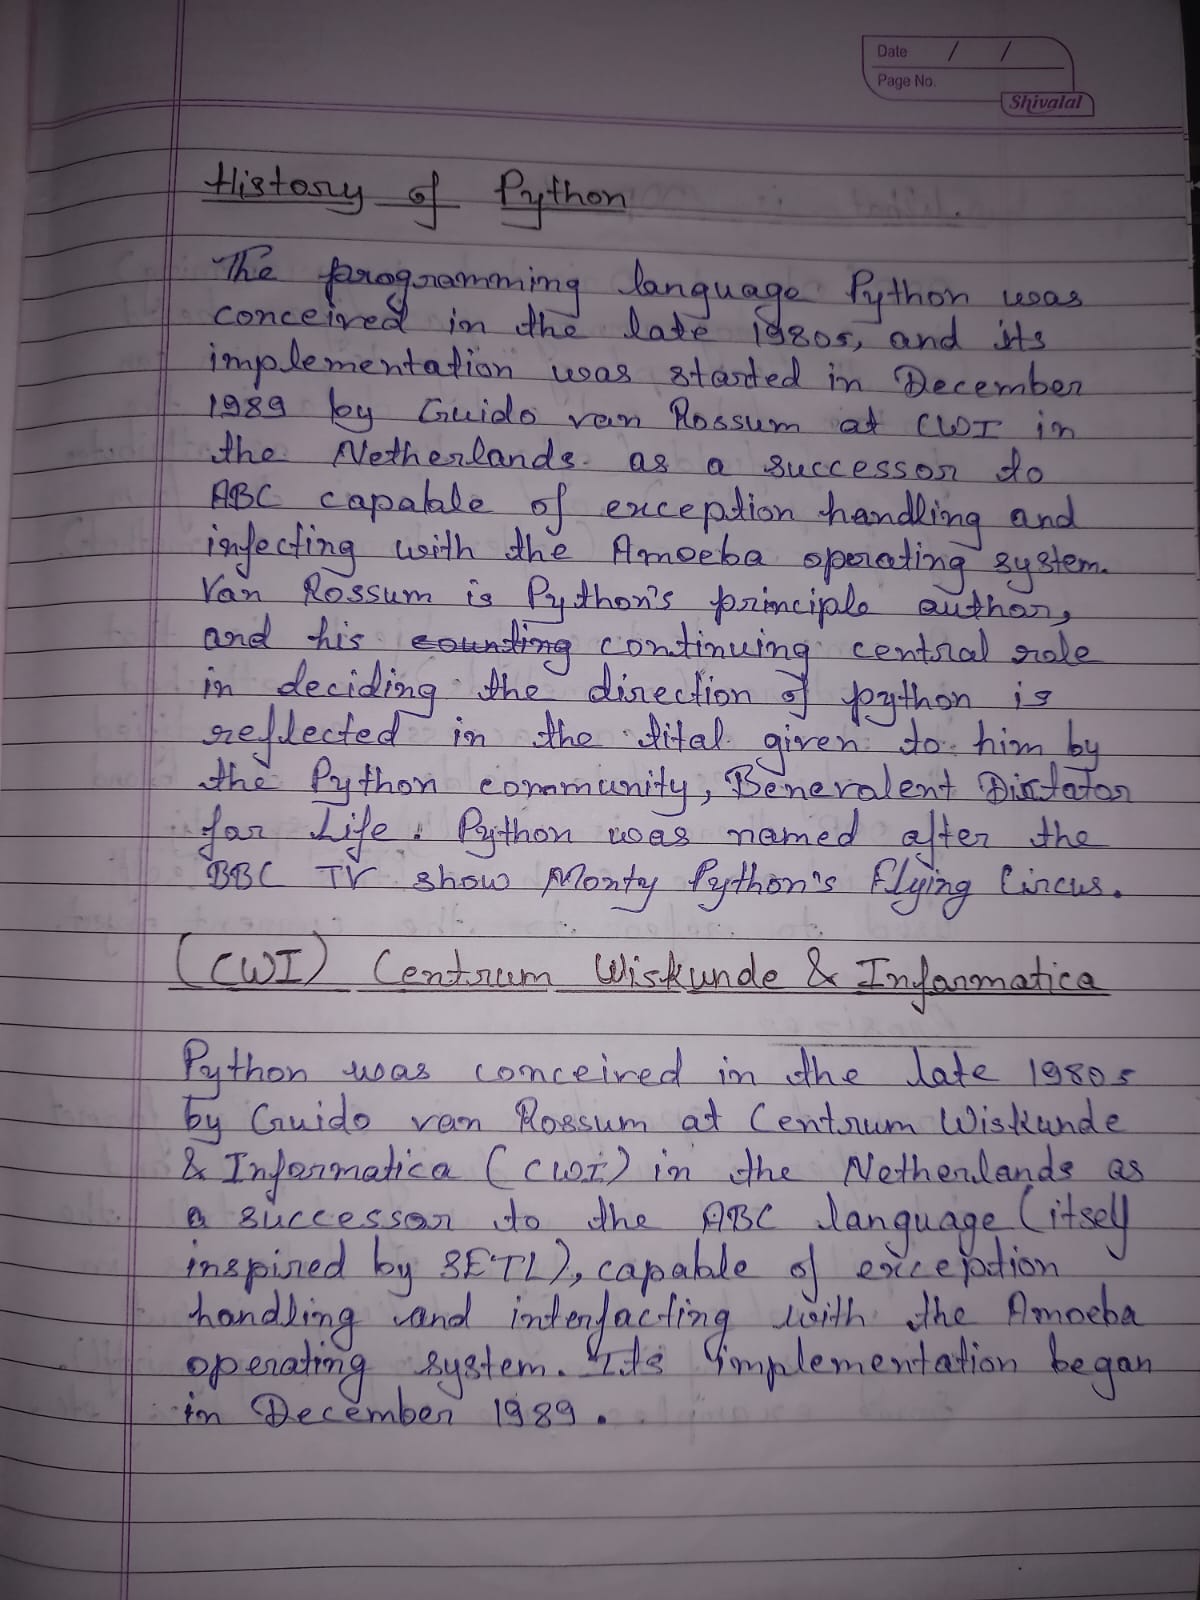 Date / /
Page No.
Shivalal
History of Python
The programming language Python was
conceived in the late 1980s, and its
implementation was started in December
1989 by Guido van Rossum at CWI in
the Netherlands as a successor to
ABC capable of exception handling and
infecting with the Amoeba operating system.
Van Rossum is Python's principle author,
and his counting continuing central role
in deciding the direction of python is
reflected in the tital given to him by
the Python community, Benevalent Dictator
for Life. Python was named after the
BBC TV show Monty Python's Flying Circus.
(CWI) Centrum Wiskunde & Informatica
Python was conceived in the late 1980s
by Guido van Rossum at Centrum Wiskunde
& Informatica (CWI) in the Netherlands as
a successor to the ABC language (itself
inspired by SETL), capable of exception
handling and interfacting with the Amoeba
operating system. Its implementation began
in December 1989.